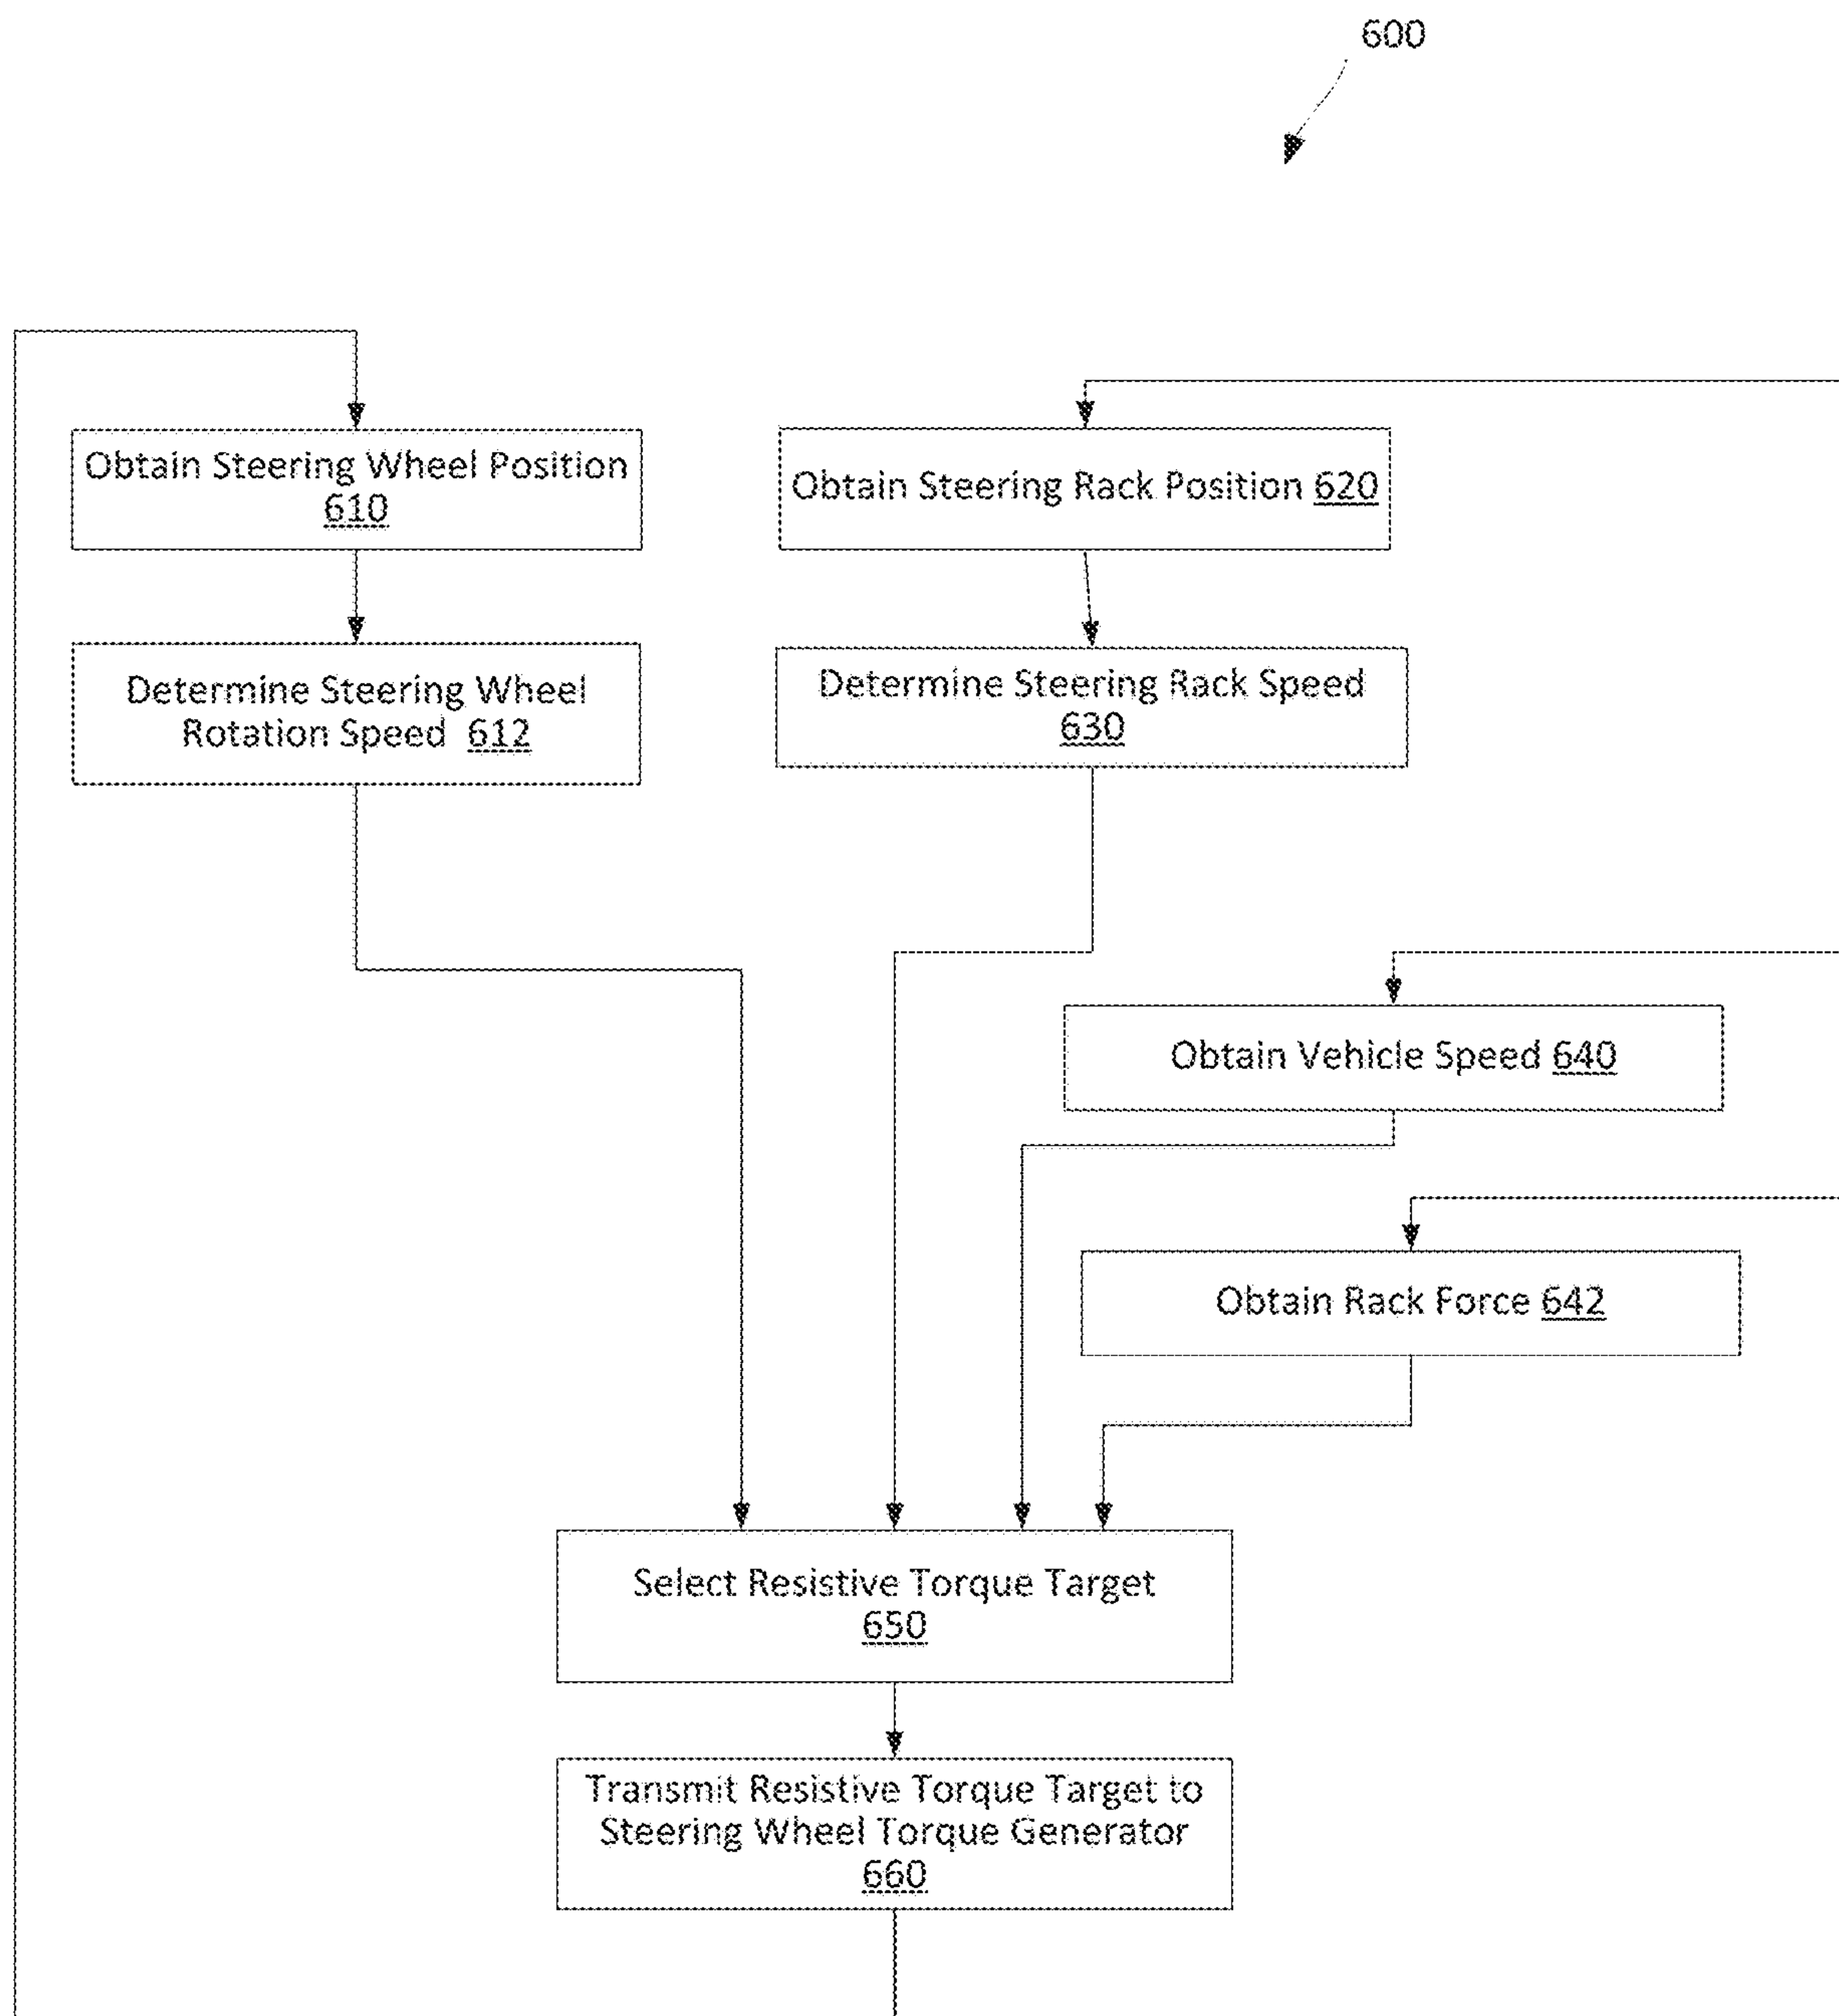 600
Obtain Steering Wheel Position
610
Obtain Steering Rack Position 620
Determine Steering Wheel
Rotation Speed 612
Determine Steering Rack Speed
630
Obtain Vehicle Speed 640
Obtain Rack Force 642
Select Resistive Torque Target
650
Transmit Resistive Torque Target to
Steering Wheel Torque Generator
660